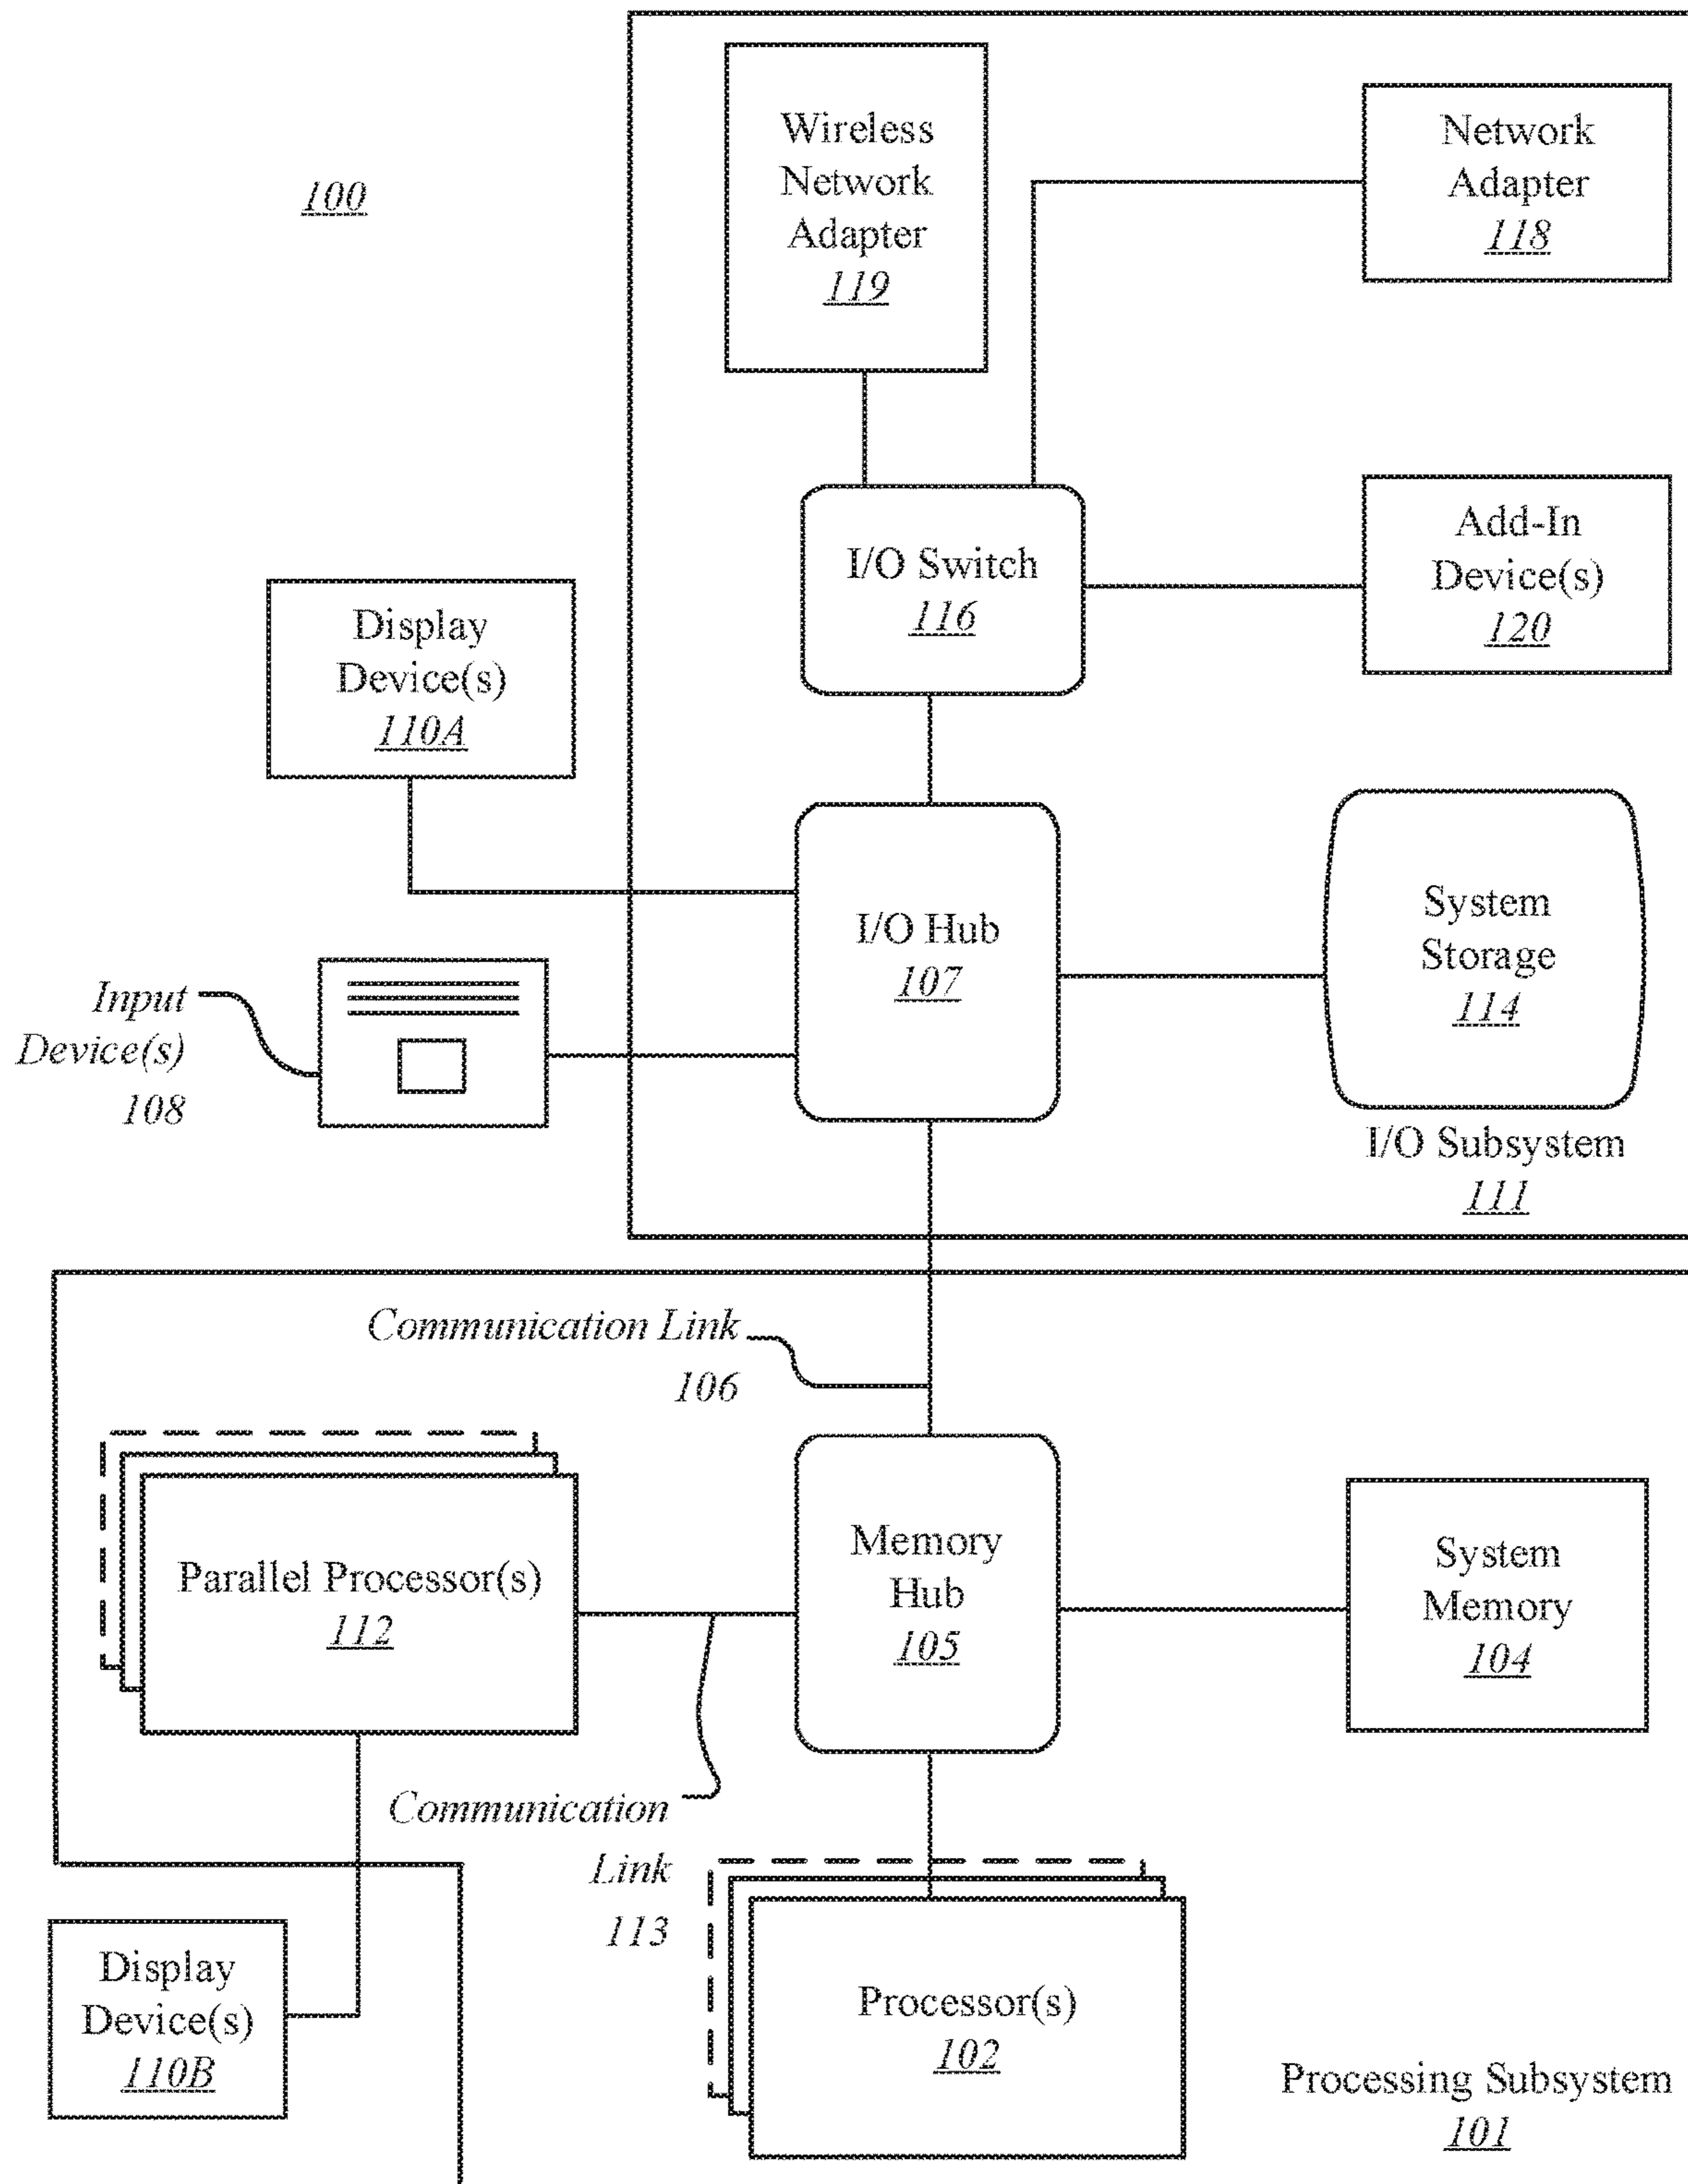 100
Wireless
Network
Adapter
119
Network
Adapter
118
I/O Switch
116
Add-In
Device(s)
120
Display
Device(s)
110A
I/O Hub
107
System
Storage
114
Input
Device(s)
108
I/O Subsystem
111
Communication Link
106
Parallel Processor(s)
112
Memory
Hub
105
System
Memory
104
Communication
Link
113
Display
Device(s)
110B
Processor(s)
102
Processing Subsystem
101